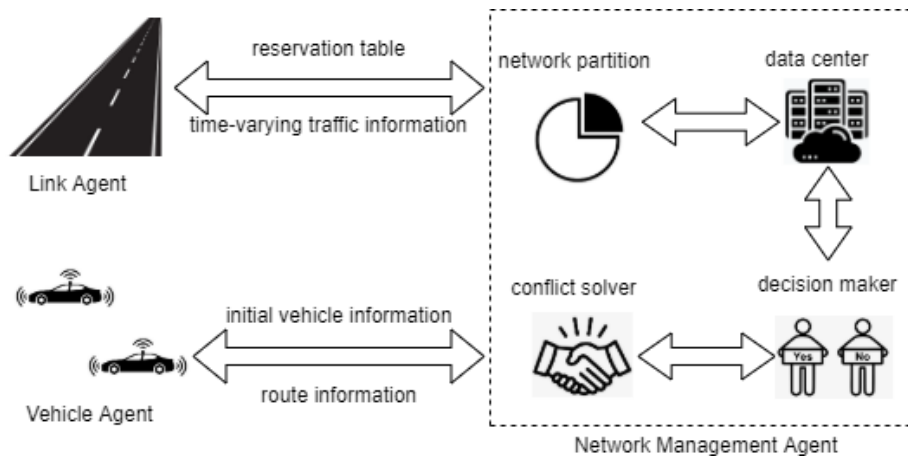 reservation table
time-varying traffic information
Link Agent
network partition
data center
initial vehicle information
route information
Vehicle Agent
conflict solver
decision maker
Yes
No
Network Management Agent